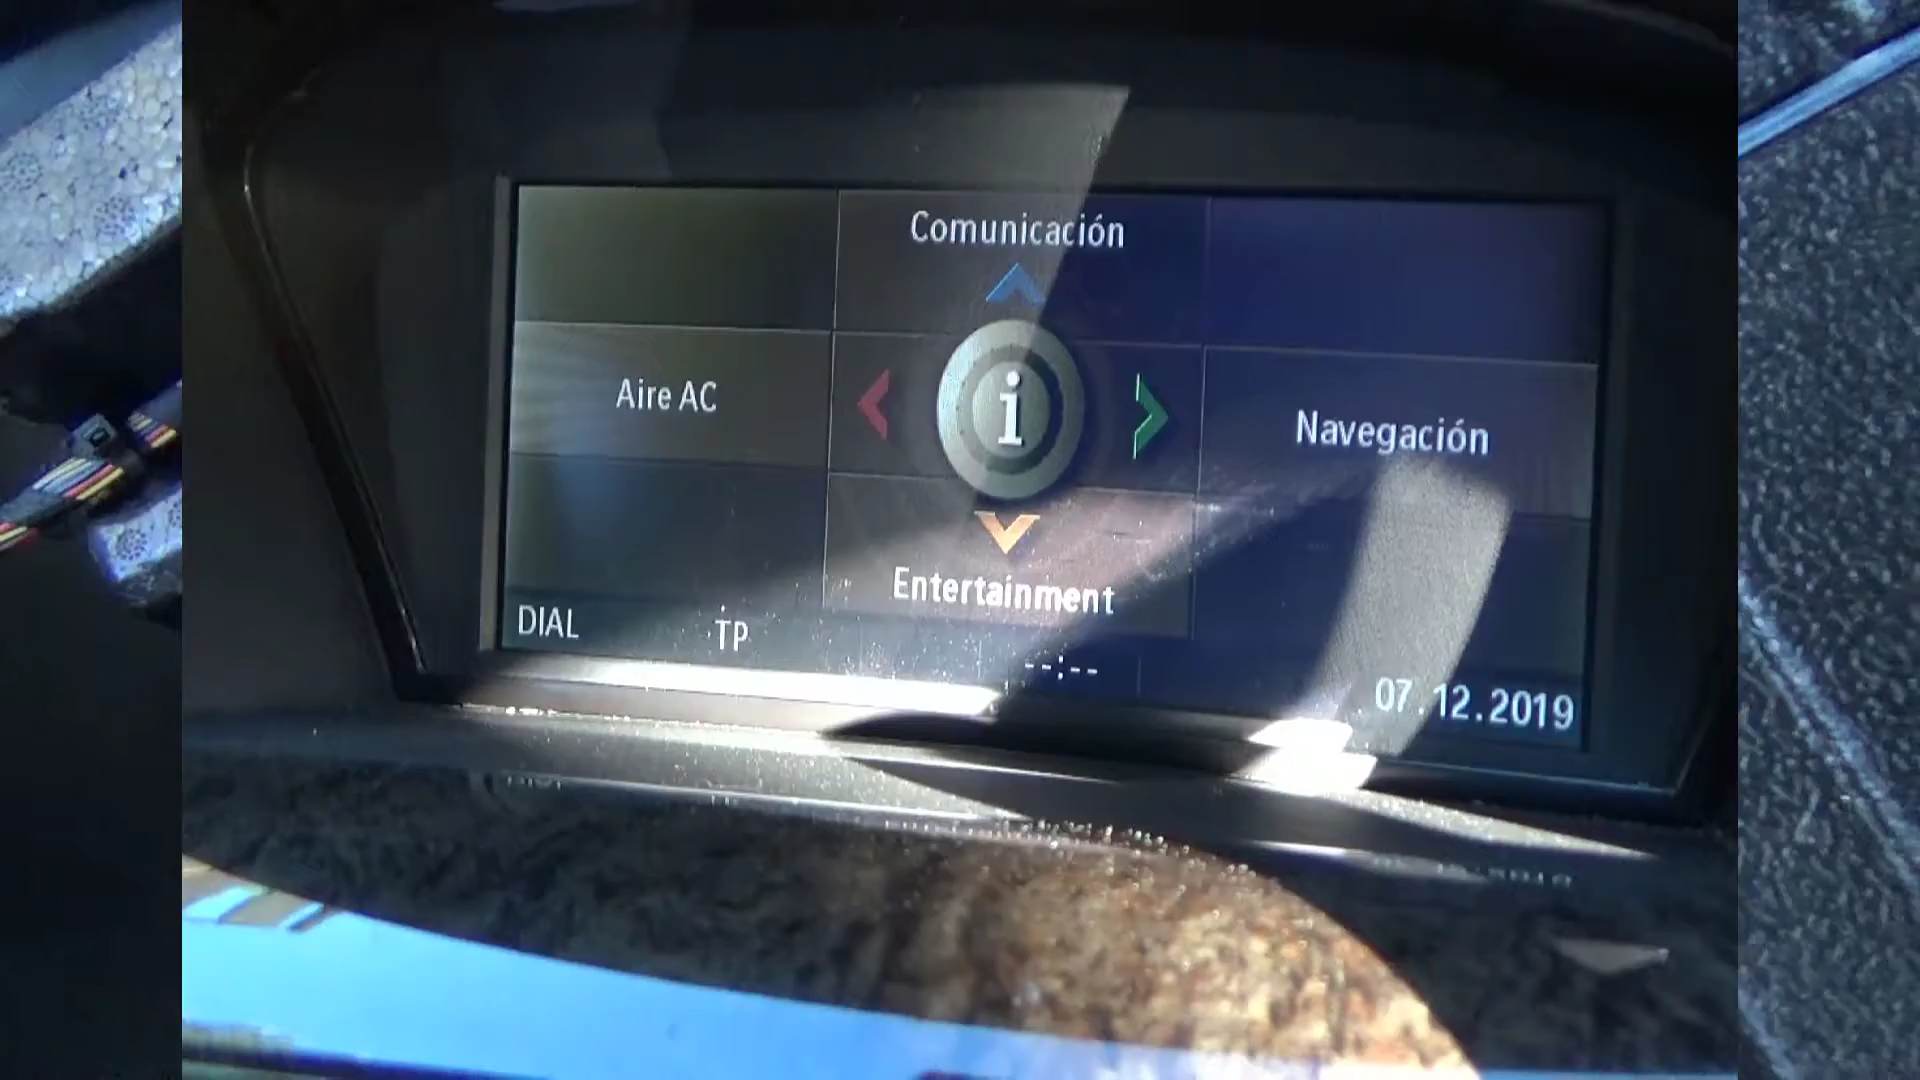 Comunicación
Aire AC
i
Navegación
Entertainment
DIAL
TP
--:--
07.12.2019